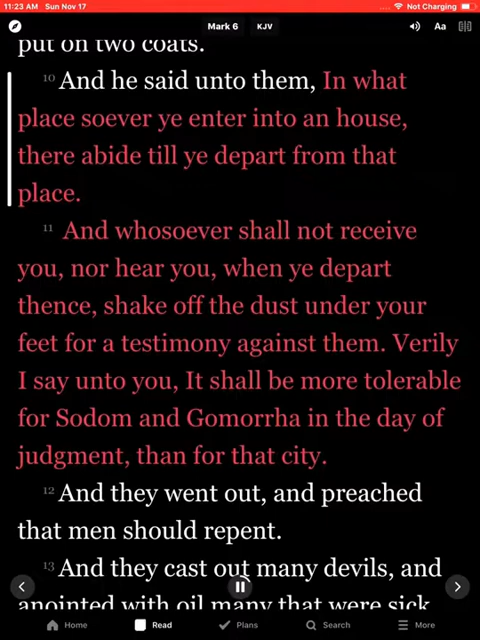 11:23 AM Sun Nov 17
Not Charging
Mark 6
KJV
Aa
put on two coats.
10 And he said unto them, In what
place soever ye enter into an house,
there abide till ye depart from that
place.
11 And whosoever shall not receive
you, nor hear you, when ye depart
thence, shake off the dust under your
feet for a testimony against them. Verily
I say unto you, It shall be more tolerable
for Sodom and Gomorrha in the day of
judgment, than for that city.
12 And they went out, and preached
that men should repent.
13 And they cast out many devils, and
anointed with oil many that were sick,
Home
Read
Plans
Search
More